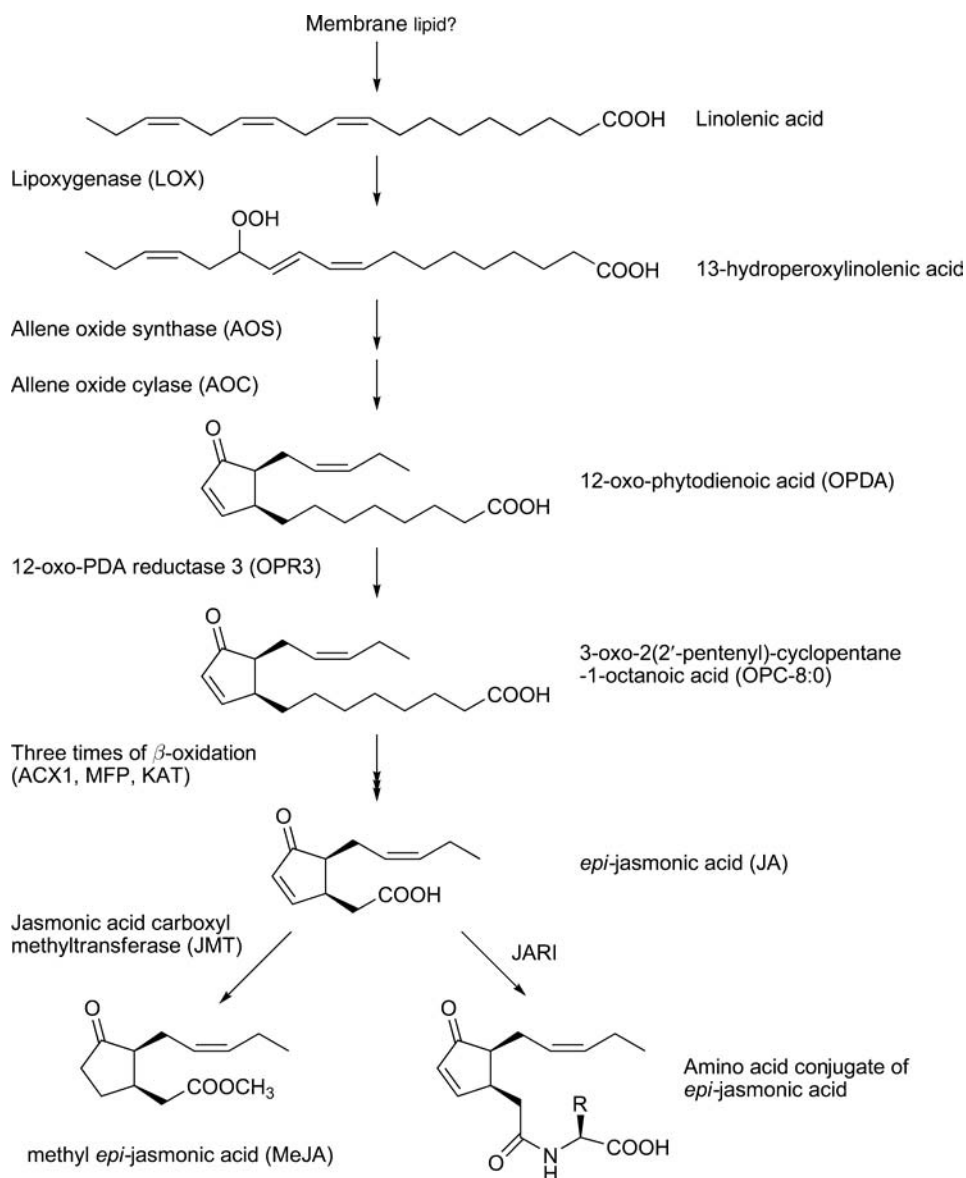 Membrane lipid?
COOH
Linolenic acid
Lipoxygenase (LOX)
OOH
COOH
13-hydroperoxylinolenic acid
Allene oxide synthase (AOS)
Allene oxide cylase (AOC)
O
COOH
12-oxo-phytodienoic acid (OPDA)
12-oxo-PDA reductase 3 (OPR3)
O
COOH
3-oxo-2(2′-pentenyl)-cyclopentane
-1-octanoic acid (OPC-8:0)
Three times of β-oxidation
(ACX1, MFP, KAT)
O
COOH
epi-jasmonic acid (JA)
Jasmonic acid carboxyl
methyltransferase (JMT)
JARI
O
COOCH3
methyl epi-jasmonic acid (MeJA)
O
R
O
N
H
COOH
Amino acid conjugate of
epi-jasmonic acid